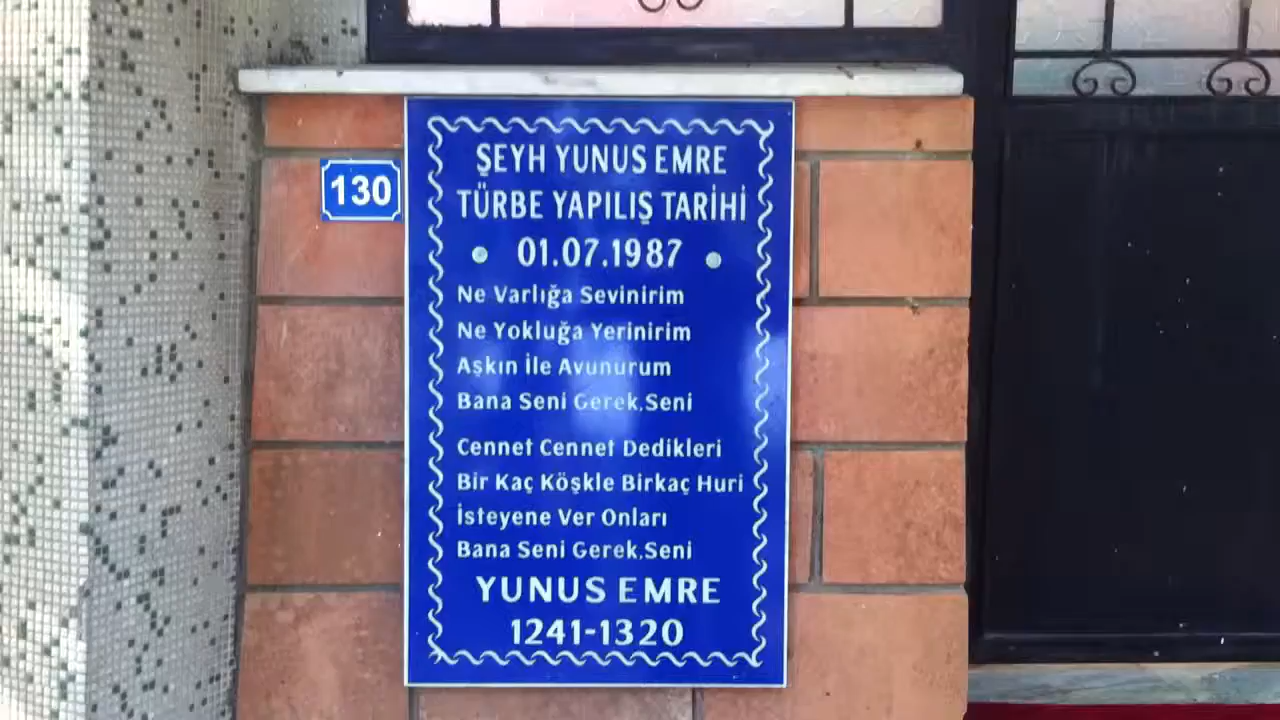 130
ŞEYH YUNUS EMRE
TÜRBE YAPILIŞ TARİHİ
01.07.1987
Ne Varlığa Sevinirim
Ne Yokluğa Yerinirim
Aşkın İle Avunurum
Bana Seni Gerek.Seni
Cennet Cennet Dedikleri
Bir Kaç Köşkle Birkaç Huri
İsteyene Ver Onları
Bana Seni Gerek.Seni
YUNUS EMRE
1241-1320